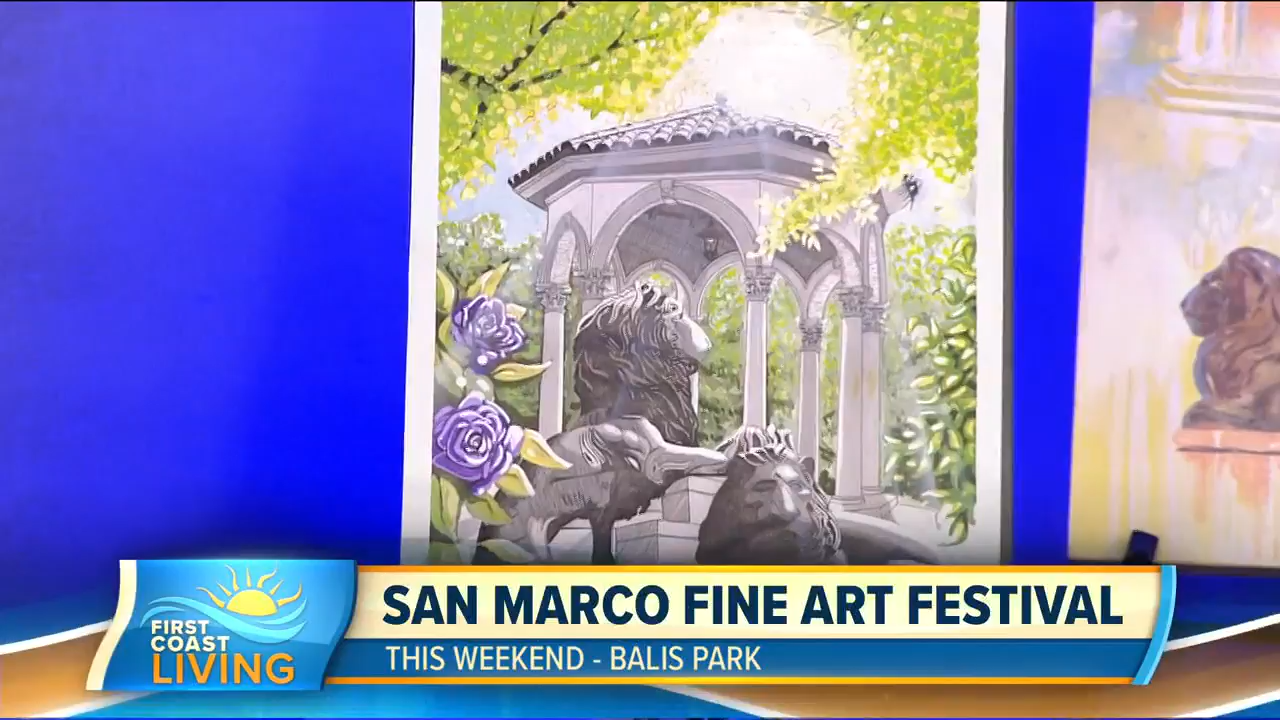 SAN MARCO FINE ART FESTIVAL
THIS WEEKEND - BALIS PARK
FIRST
COAST
LIVING